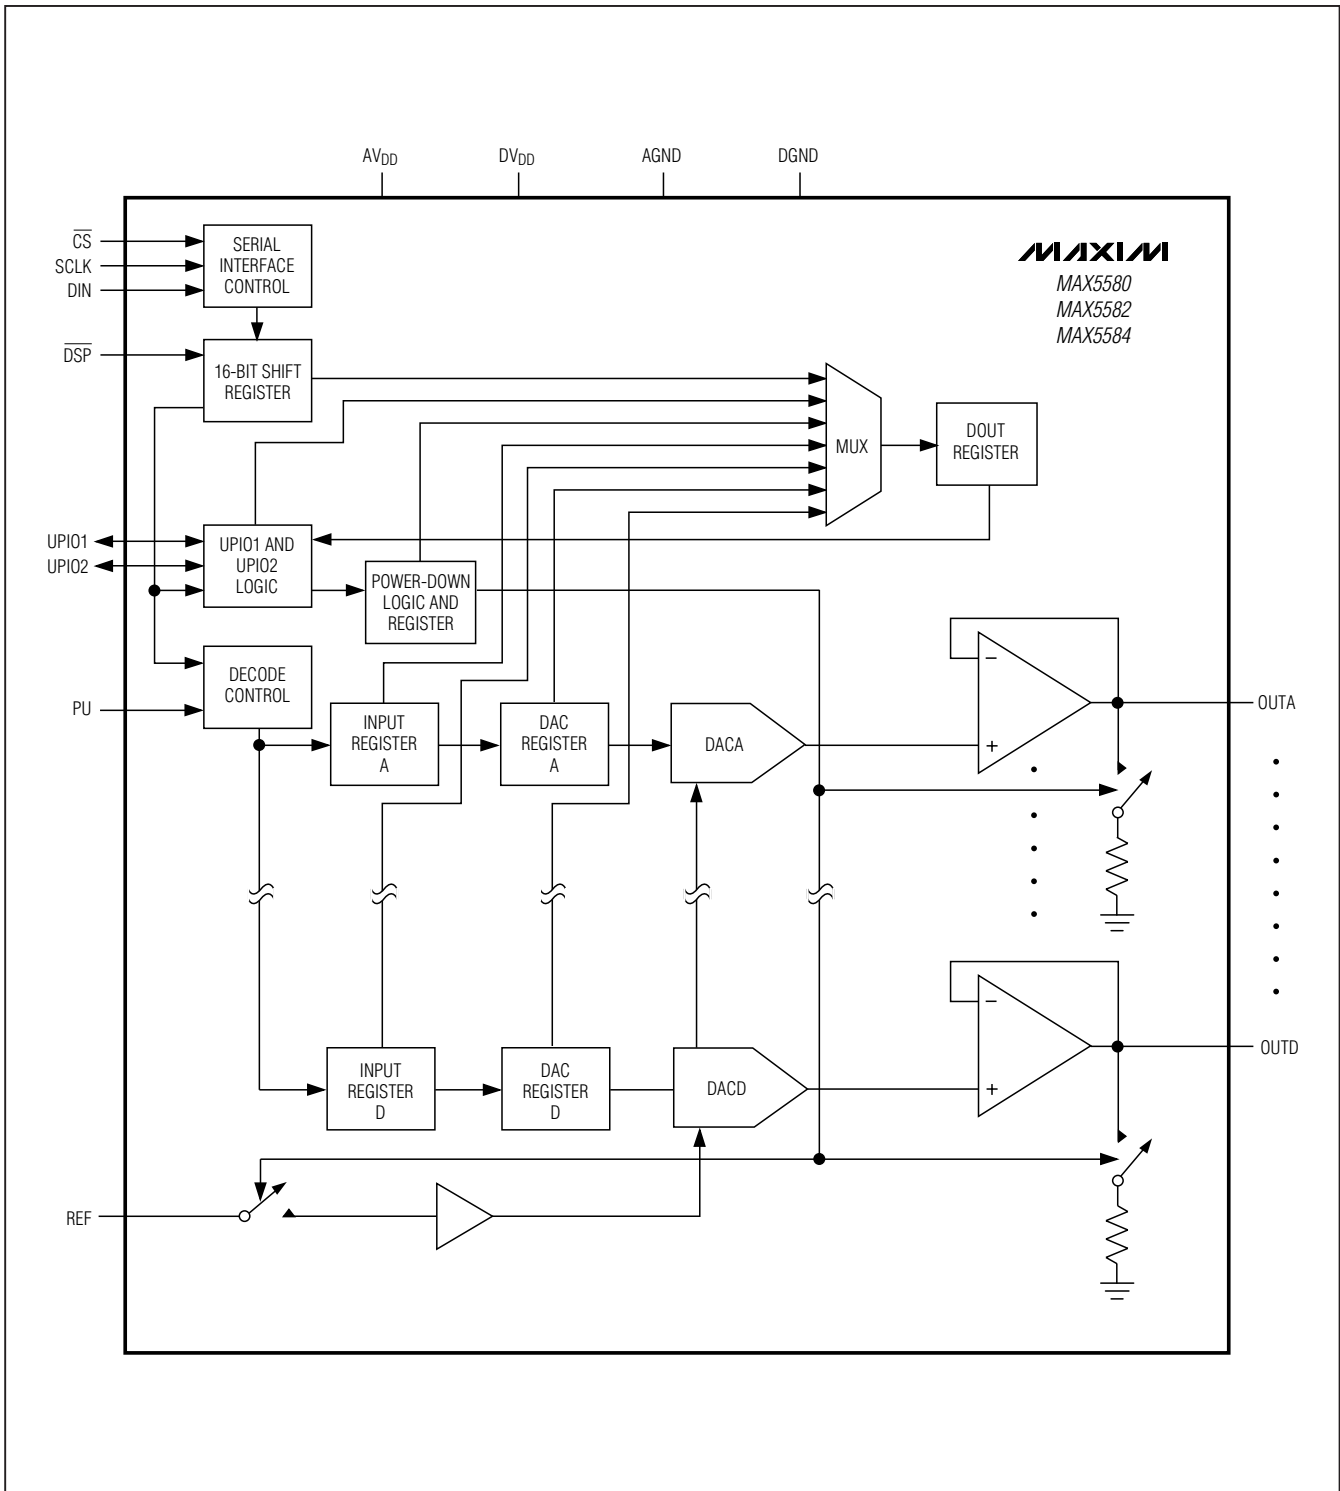 AVDD DVDD AGND DGND
CS
SCLK
DIN
DSP
SERIAL
INTERFACE
CONTROL
MAXIM
MAX5580
MAX5582
MAX5584
16-BIT SHIFT
REGISTER
MUX
DOUT
REGISTER
UPIO1
UPIO2
UPIO1 AND
UPIO2
LOGIC
POWER-DOWN
LOGIC AND
REGISTER
DECODE
CONTROL
PU
INPUT
REGISTER
A
DAC
REGISTER
A
DACA
−
+
OUTA
INPUT
REGISTER
D
DAC
REGISTER
D
DACD
−
+
OUTD
REF